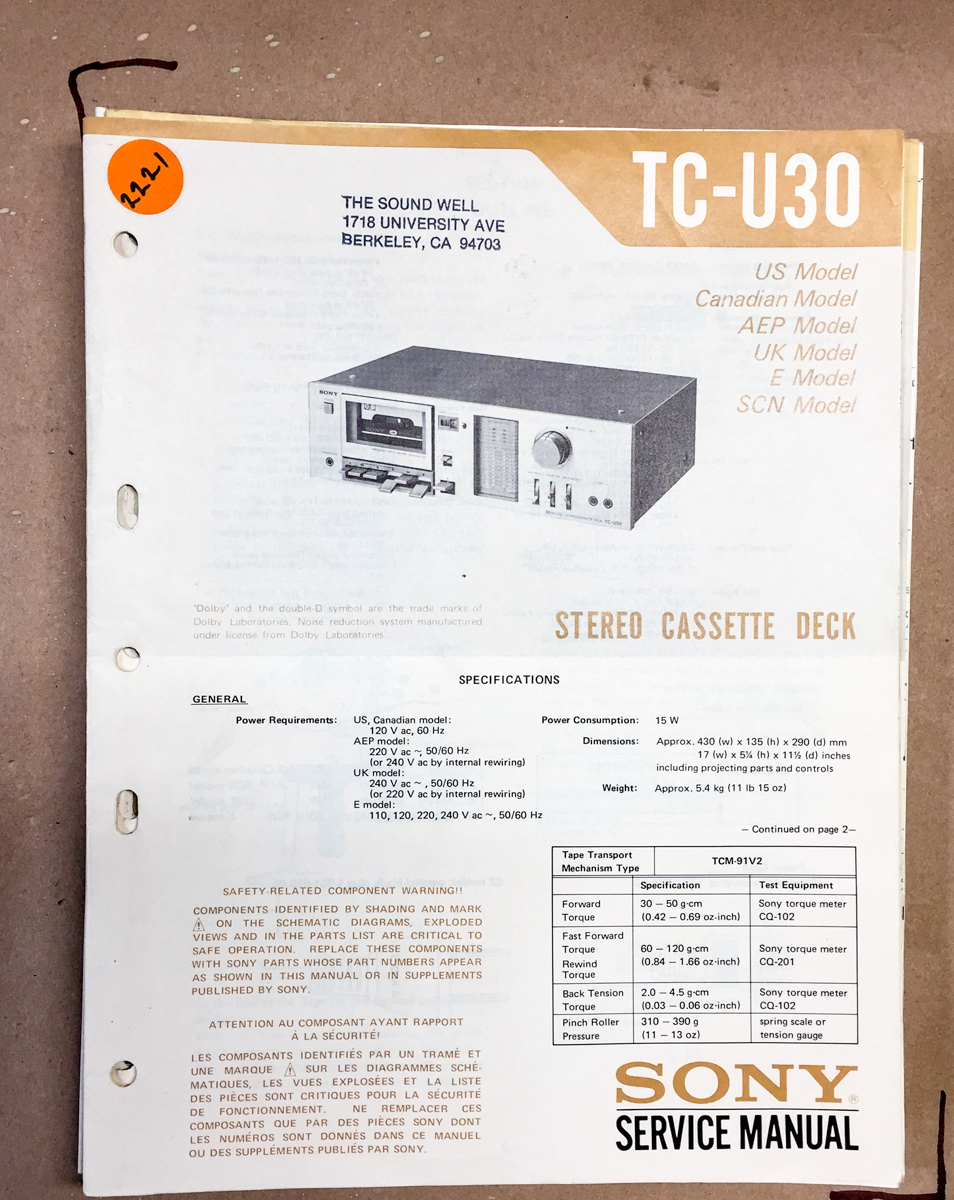 2221
THE SOUND WELL
1718 UNIVERSITY AVE
BERKELEY, CA 94703
TC-U30
US Model
Canadian Model
AEP Model
UK Model
E Model
SCN Model
SONY
TC-U30
'Dolby' and the double-D symbol are the trade marks of
Dolby Laboratories. Noise reduction system manufactured
under license from Dolby Laboratories.
STEREO CASSETTE DECK
SPECIFICATIONS
GENERAL
Power Requirements: US, Canadian model:
120 V ac, 60 Hz
AEP model:
220 V ac ~, 50/60 Hz
(or 240 V ac by internal rewiring)
UK model:
240 V ac ~ , 50/60 Hz
(or 220 V ac by internal rewiring)
E model:
110, 120, 220, 240 V ac ~, 50/60 Hz
Power Consumption: 15 W
Dimensions: Approx. 430 (w) x 135 (h) x 290 (d) mm
17 (w) x 5¼ (h) x 11½ (d) inches
including projecting parts and controls
Weight: Approx. 5.4 kg (11 lb 15 oz)
— Continued on page 2—
Tape Transport
Mechanism Type
TCM-91V2
Specification Test Equipment
Forward
Torque
30 — 50 g·cm
(0.42 — 0.69 oz·inch)
Sony torque meter
CQ-102
Fast Forward
Torque
Rewind
Torque
60 — 120 g·cm
(0.84 — 1.66 oz·inch)
Sony torque meter
CQ-201
Back Tension
Torque
2.0 — 4.5 g·cm
(0.03 — 0.06 oz·inch)
Sony torque meter
CQ-102
Pinch Roller
Pressure
310 — 390 g
(11 — 13 oz)
spring scale or
tension gauge
SAFETY-RELATED COMPONENT WARNING!!
COMPONENTS IDENTIFIED BY SHADING AND MARK
⚠ ON THE SCHEMATIC DIAGRAMS, EXPLODED
VIEWS AND IN THE PARTS LIST ARE CRITICAL TO
SAFE OPERATION. REPLACE THESE COMPONENTS
WITH SONY PARTS WHOSE PART NUMBERS APPEAR
AS SHOWN IN THIS MANUAL OR IN SUPPLEMENTS
PUBLISHED BY SONY.
ATTENTION AU COMPOSANT AYANT RAPPORT
À LA SÉCURITÉ!
LES COMPOSANTS IDENTIFIÉS PAR UN TRAMÉ ET
UNE MARQUE ⚠ SUR LES DIAGRAMMES SCHÉ-
MATIQUES, LES VUES EXPLOSÉES ET LA LISTE
DES PIÈCES SONT CRITIQUES POUR LA SÉCURITÉ
DE FONCTIONNEMENT. NE REMPLACER CES
COMPOSANTS QUE PAR DES PIÈCES SONY DONT
LES NUMÉROS SONT DONNÉS DANS CE MANUEL
OU DES SUPPLÉMENTS PUBLIÉS PAR SONY.
SONY®
SERVICE MANUAL